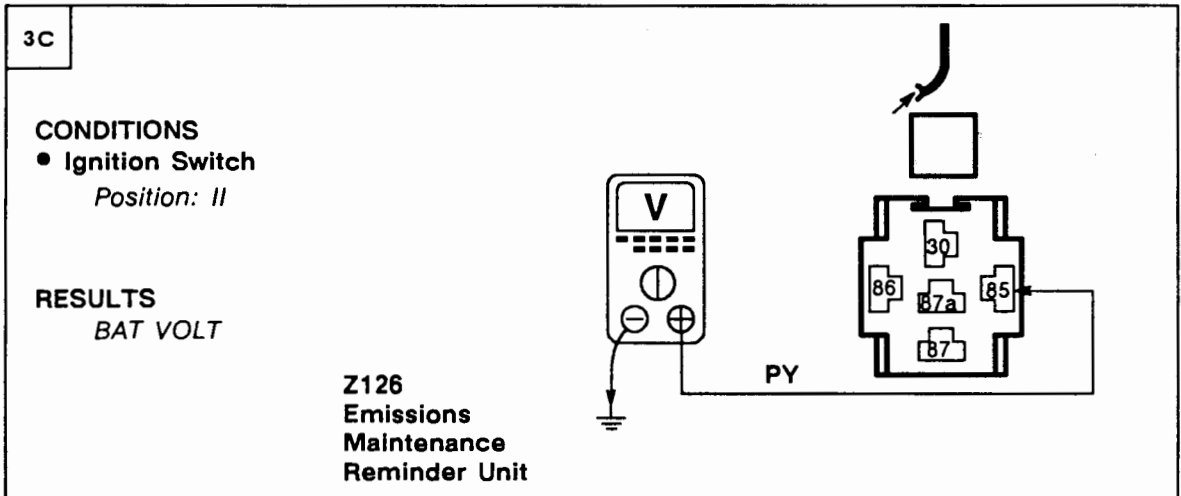 3C
CONDITIONS
• Ignition Switch
Position: II
RESULTS
BAT VOLT
V
30
86
87a
85
87
PY
Z126
Emissions
Maintenance
Reminder Unit